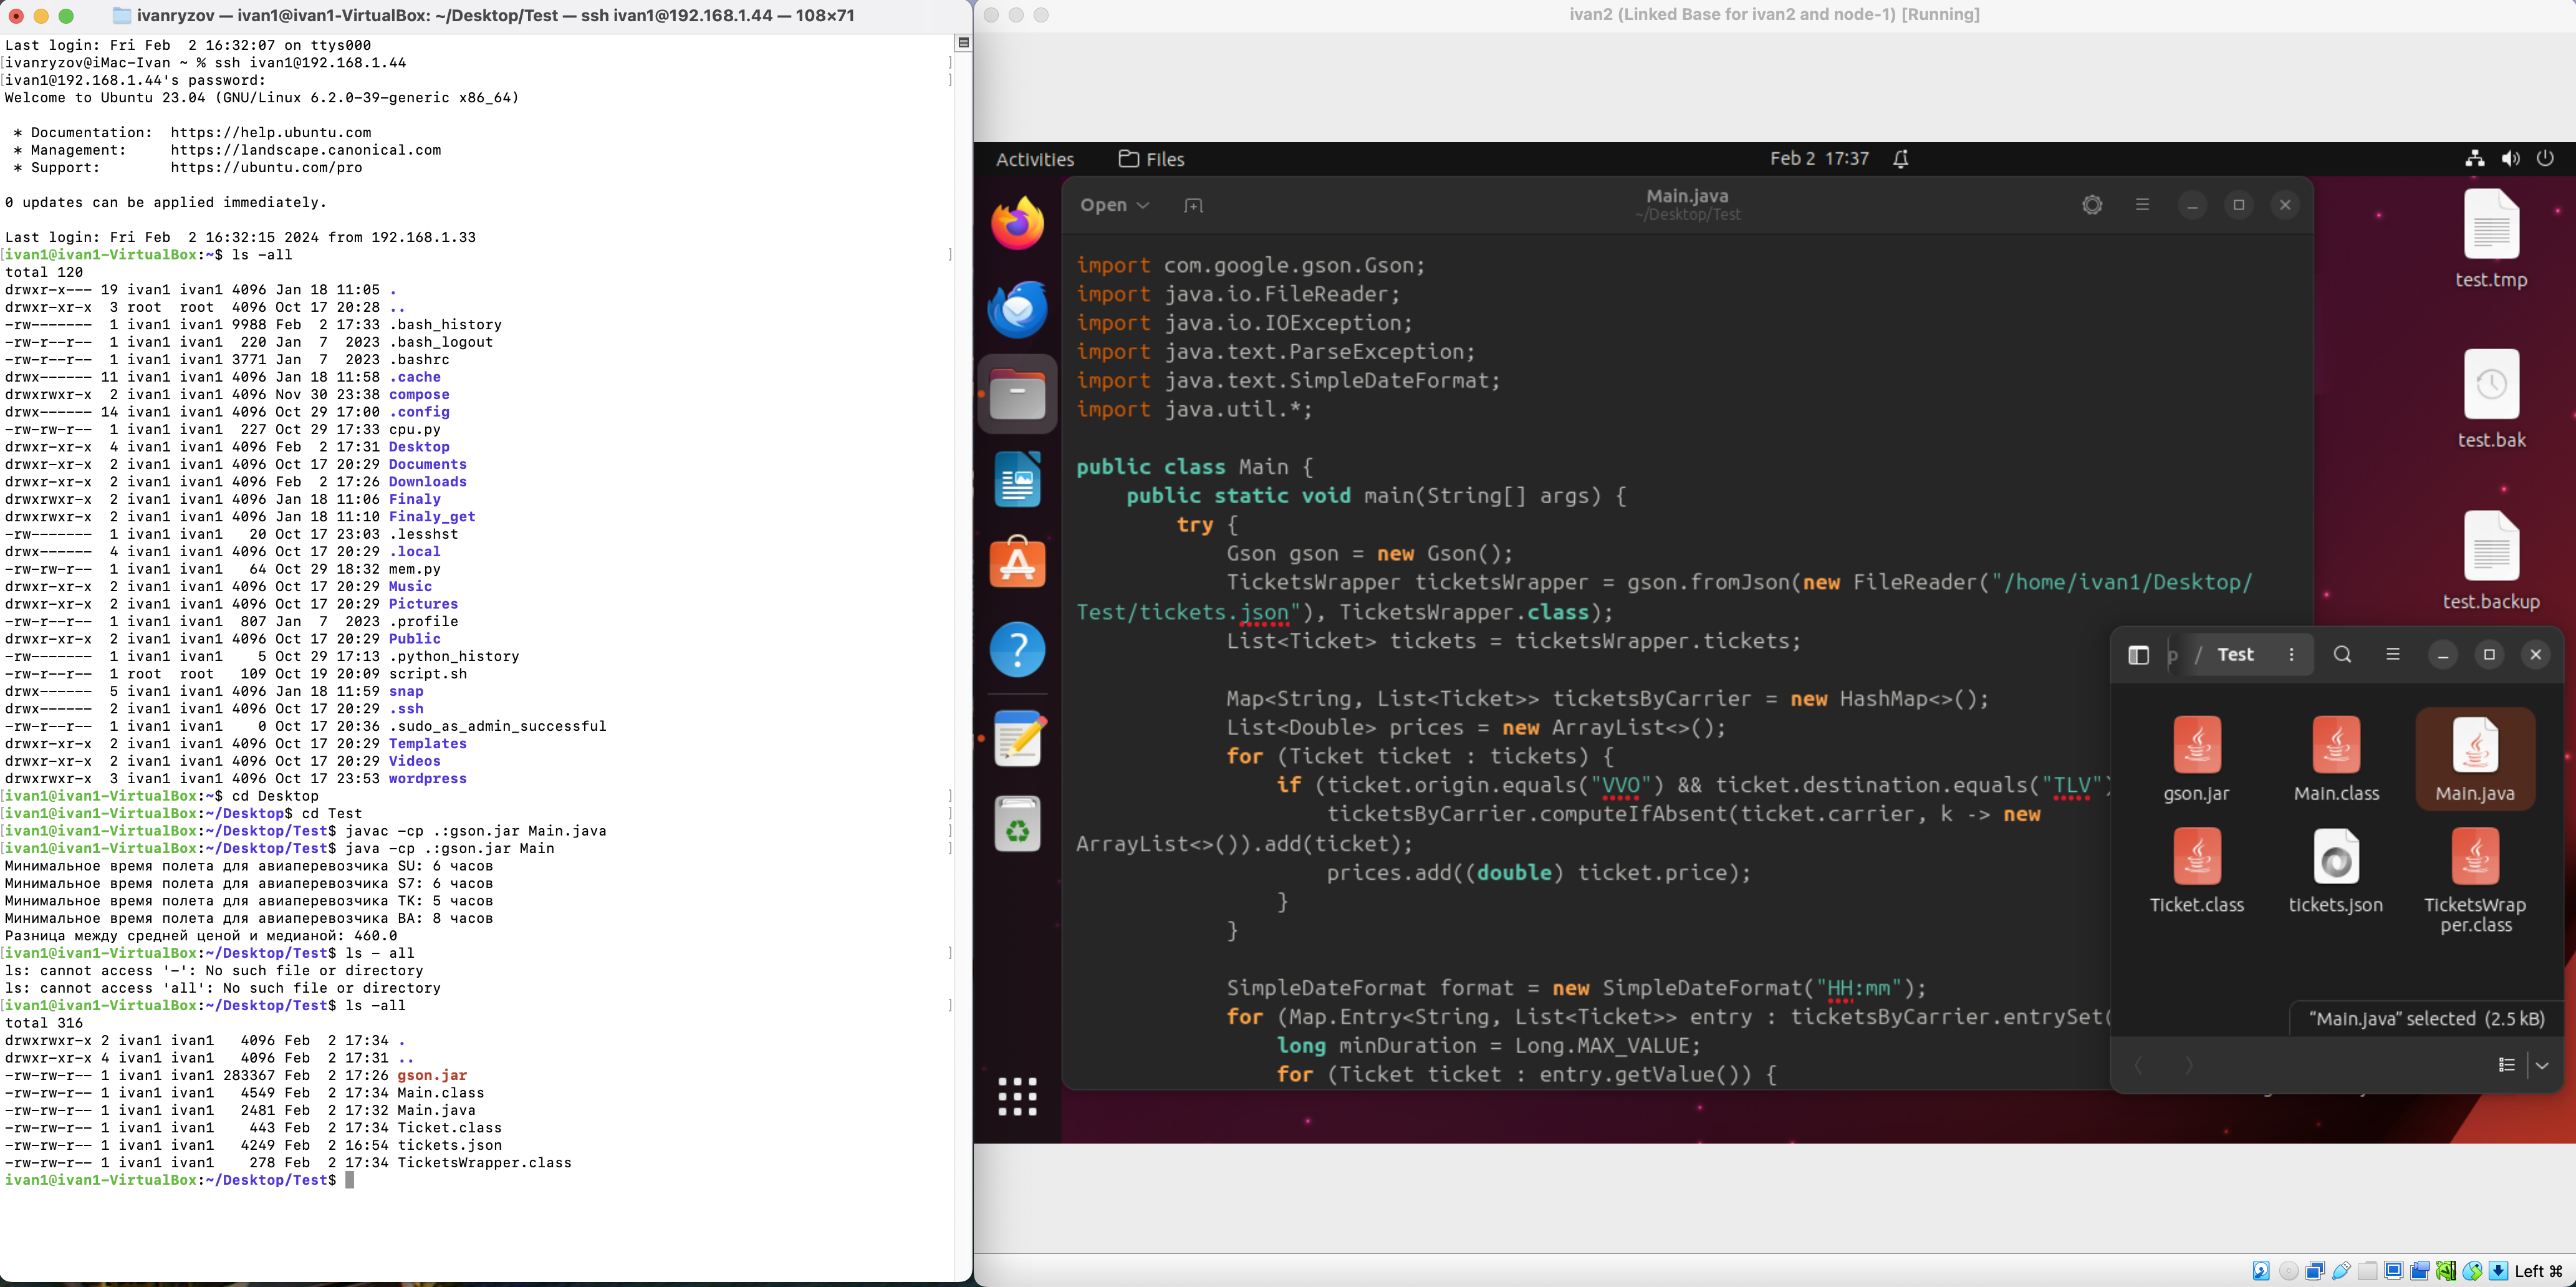 ivanryzov — ivan1@ivan1-VirtualBox: ~/Desktop/Test — ssh ivan1@192.168.1.44 — 108×71
Last login: Fri Feb  2 16:32:07 on ttys000
ivanryzov@iMac-Ivan ~ % ssh ivan1@192.168.1.44
ivan1@192.168.1.44's password:
Welcome to Ubuntu 23.04 (GNU/Linux 6.2.0-39-generic x86_64)
* Documentation:  https://help.ubuntu.com
* Management:     https://landscape.canonical.com
* Support:        https://ubuntu.com/pro
0 updates can be applied immediately.
Last login: Fri Feb  2 16:32:15 2024 from 192.168.1.33
ivan1@ivan1-VirtualBox:~$ ls -all
total 120
drwxr-x--- 19 ivan1 ivan1 4096 Jan 18 11:05 .
drwxr-xr-x  3 root  root  4096 Oct 17 20:28 ..
-rw-------  1 ivan1 ivan1 9988 Feb  2 17:33 .bash_history
-rw-r--r--  1 ivan1 ivan1  220 Jan  7  2023 .bash_logout
-rw-r--r--  1 ivan1 ivan1 3771 Jan  7  2023 .bashrc
drwx------ 11 ivan1 ivan1 4096 Jan 18 11:58 .cache
drwxrwxr-x  2 ivan1 ivan1 4096 Nov 30 23:38 compose
drwx------ 14 ivan1 ivan1 4096 Oct 29 17:00 .config
-rw-rw-r--  1 ivan1 ivan1  227 Oct 29 17:33 cpu.py
drwxr-xr-x  4 ivan1 ivan1 4096 Feb  2 17:31 Desktop
drwxr-xr-x  2 ivan1 ivan1 4096 Oct 17 20:29 Documents
drwxr-xr-x  2 ivan1 ivan1 4096 Feb  2 17:26 Downloads
drwxrwxr-x  2 ivan1 ivan1 4096 Jan 18 11:06 Finaly
drwxrwxr-x  2 ivan1 ivan1 4096 Jan 18 11:10 Finaly_get
-rw-------  1 ivan1 ivan1   20 Oct 17 23:03 .lesshst
drwx------  4 ivan1 ivan1 4096 Oct 17 20:29 .local
-rw-rw-r--  1 ivan1 ivan1   64 Oct 29 18:32 mem.py
drwxr-xr-x  2 ivan1 ivan1 4096 Oct 17 20:29 Music
drwxr-xr-x  2 ivan1 ivan1 4096 Oct 17 20:29 Pictures
-rw-r--r--  1 ivan1 ivan1  807 Jan  7  2023 .profile
drwxr-xr-x  2 ivan1 ivan1 4096 Oct 17 20:29 Public
-rw-------  1 ivan1 ivan1    5 Oct 29 17:13 .python_history
-rw-r--r--  1 root  root   109 Oct 19 20:09 script.sh
drwx------  5 ivan1 ivan1 4096 Jan 18 11:59 snap
drwx------  2 ivan1 ivan1 4096 Oct 17 20:29 .ssh
-rw-r--r--  1 ivan1 ivan1    0 Oct 17 20:36 .sudo_as_admin_successful
drwxr-xr-x  2 ivan1 ivan1 4096 Oct 17 20:29 Templates
drwxr-xr-x  2 ivan1 ivan1 4096 Oct 17 20:29 Videos
drwxrwxr-x  3 ivan1 ivan1 4096 Oct 17 23:53 wordpress
ivan1@ivan1-VirtualBox:~$ cd Desktop
ivan1@ivan1-VirtualBox:~/Desktop$ cd Test
ivan1@ivan1-VirtualBox:~/Desktop/Test$ javac -cp .:gson.jar Main.java
ivan1@ivan1-VirtualBox:~/Desktop/Test$ java -cp .:gson.jar Main
Минимальное время полета для авиаперевозчика SU: 6 часов
Минимальное время полета для авиаперевозчика S7: 6 часов
Минимальное время полета для авиаперевозчика TK: 5 часов
Минимальное время полета для авиаперевозчика BA: 8 часов
Разница между средней ценой и медианой: 460.0
ivan1@ivan1-VirtualBox:~/Desktop/Test$ ls - all
ls: cannot access '-': No such file or directory
ls: cannot access 'all': No such file or directory
ivan1@ivan1-VirtualBox:~/Desktop/Test$ ls -all
total 316
drwxrwxr-x 2 ivan1 ivan1   4096 Feb  2 17:34 .
drwxr-xr-x 4 ivan1 ivan1   4096 Feb  2 17:31 ..
-rw-rw-r-- 1 ivan1 ivan1 283367 Feb  2 17:26 gson.jar
-rw-rw-r-- 1 ivan1 ivan1   4549 Feb  2 17:34 Main.class
-rw-rw-r-- 1 ivan1 ivan1   2481 Feb  2 17:32 Main.java
-rw-rw-r-- 1 ivan1 ivan1    443 Feb  2 17:34 Ticket.class
-rw-rw-r-- 1 ivan1 ivan1   4249 Feb  2 16:54 tickets.json
-rw-rw-r-- 1 ivan1 ivan1    278 Feb  2 17:34 TicketsWrapper.class
ivan1@ivan1-VirtualBox:~/Desktop/Test$
ivan2 (Linked Base for ivan2 and node-1) [Running]
Activities Files Feb 2 17:37
Open Main.java
~/Desktop/Test
import com.google.gson.Gson;
import java.io.FileReader;
import java.io.IOException;
import java.text.ParseException;
import java.text.SimpleDateFormat;
import java.util.*;
public class Main {
public static void main(String[] args) {
try {
Gson gson = new Gson();
TicketsWrapper ticketsWrapper = gson.fromJson(new FileReader("/home/ivan1/Desktop/
Test/tickets.json"), TicketsWrapper.class);
List<Ticket> tickets = ticketsWrapper.tickets;
Map<String, List<Ticket>> ticketsByCarrier = new HashMap<>();
List<Double> prices = new ArrayList<>();
for (Ticket ticket : tickets) {
if (ticket.origin.equals("VVO") && ticket.destination.equals("TLV")
ticketsByCarrier.computeIfAbsent(ticket.carrier, k -> new
ArrayList<>()).add(ticket);
prices.add((double) ticket.price);
}
}
SimpleDateFormat format = new SimpleDateFormat("HH:mm");
for (Map.Entry<String, List<Ticket>> entry : ticketsByCarrier.entrySet(
long minDuration = Long.MAX_VALUE;
for (Ticket ticket : entry.getValue()) {
test.tmp
test.bak
test.backup
p / Test
gson.jar
Main.class
Main.java
Ticket.class
tickets.json
TicketsWrap
per.class
"Main.java" selected (2.5 kB)
Left ⌘